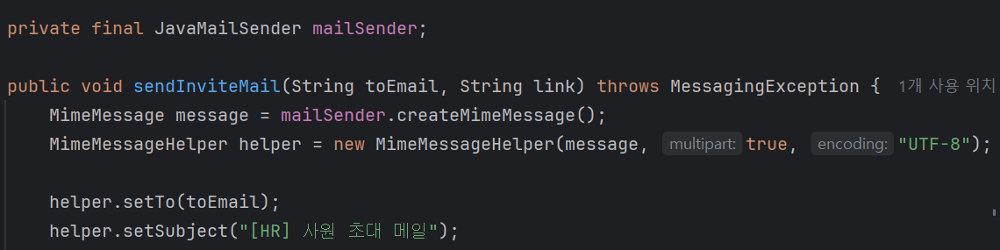 private final JavaMailSender mailSender;
public void sendInviteMail(String toEmail, String link) throws MessagingException { 1개 사용 위치
MimeMessage message = mailSender.createMimeMessage();
MimeMessageHelper helper = new MimeMessageHelper(message, multipart: true, encoding: "UTF-8");
helper.setTo(toEmail);
helper.setSubject("[HR] 사원 초대 메일");